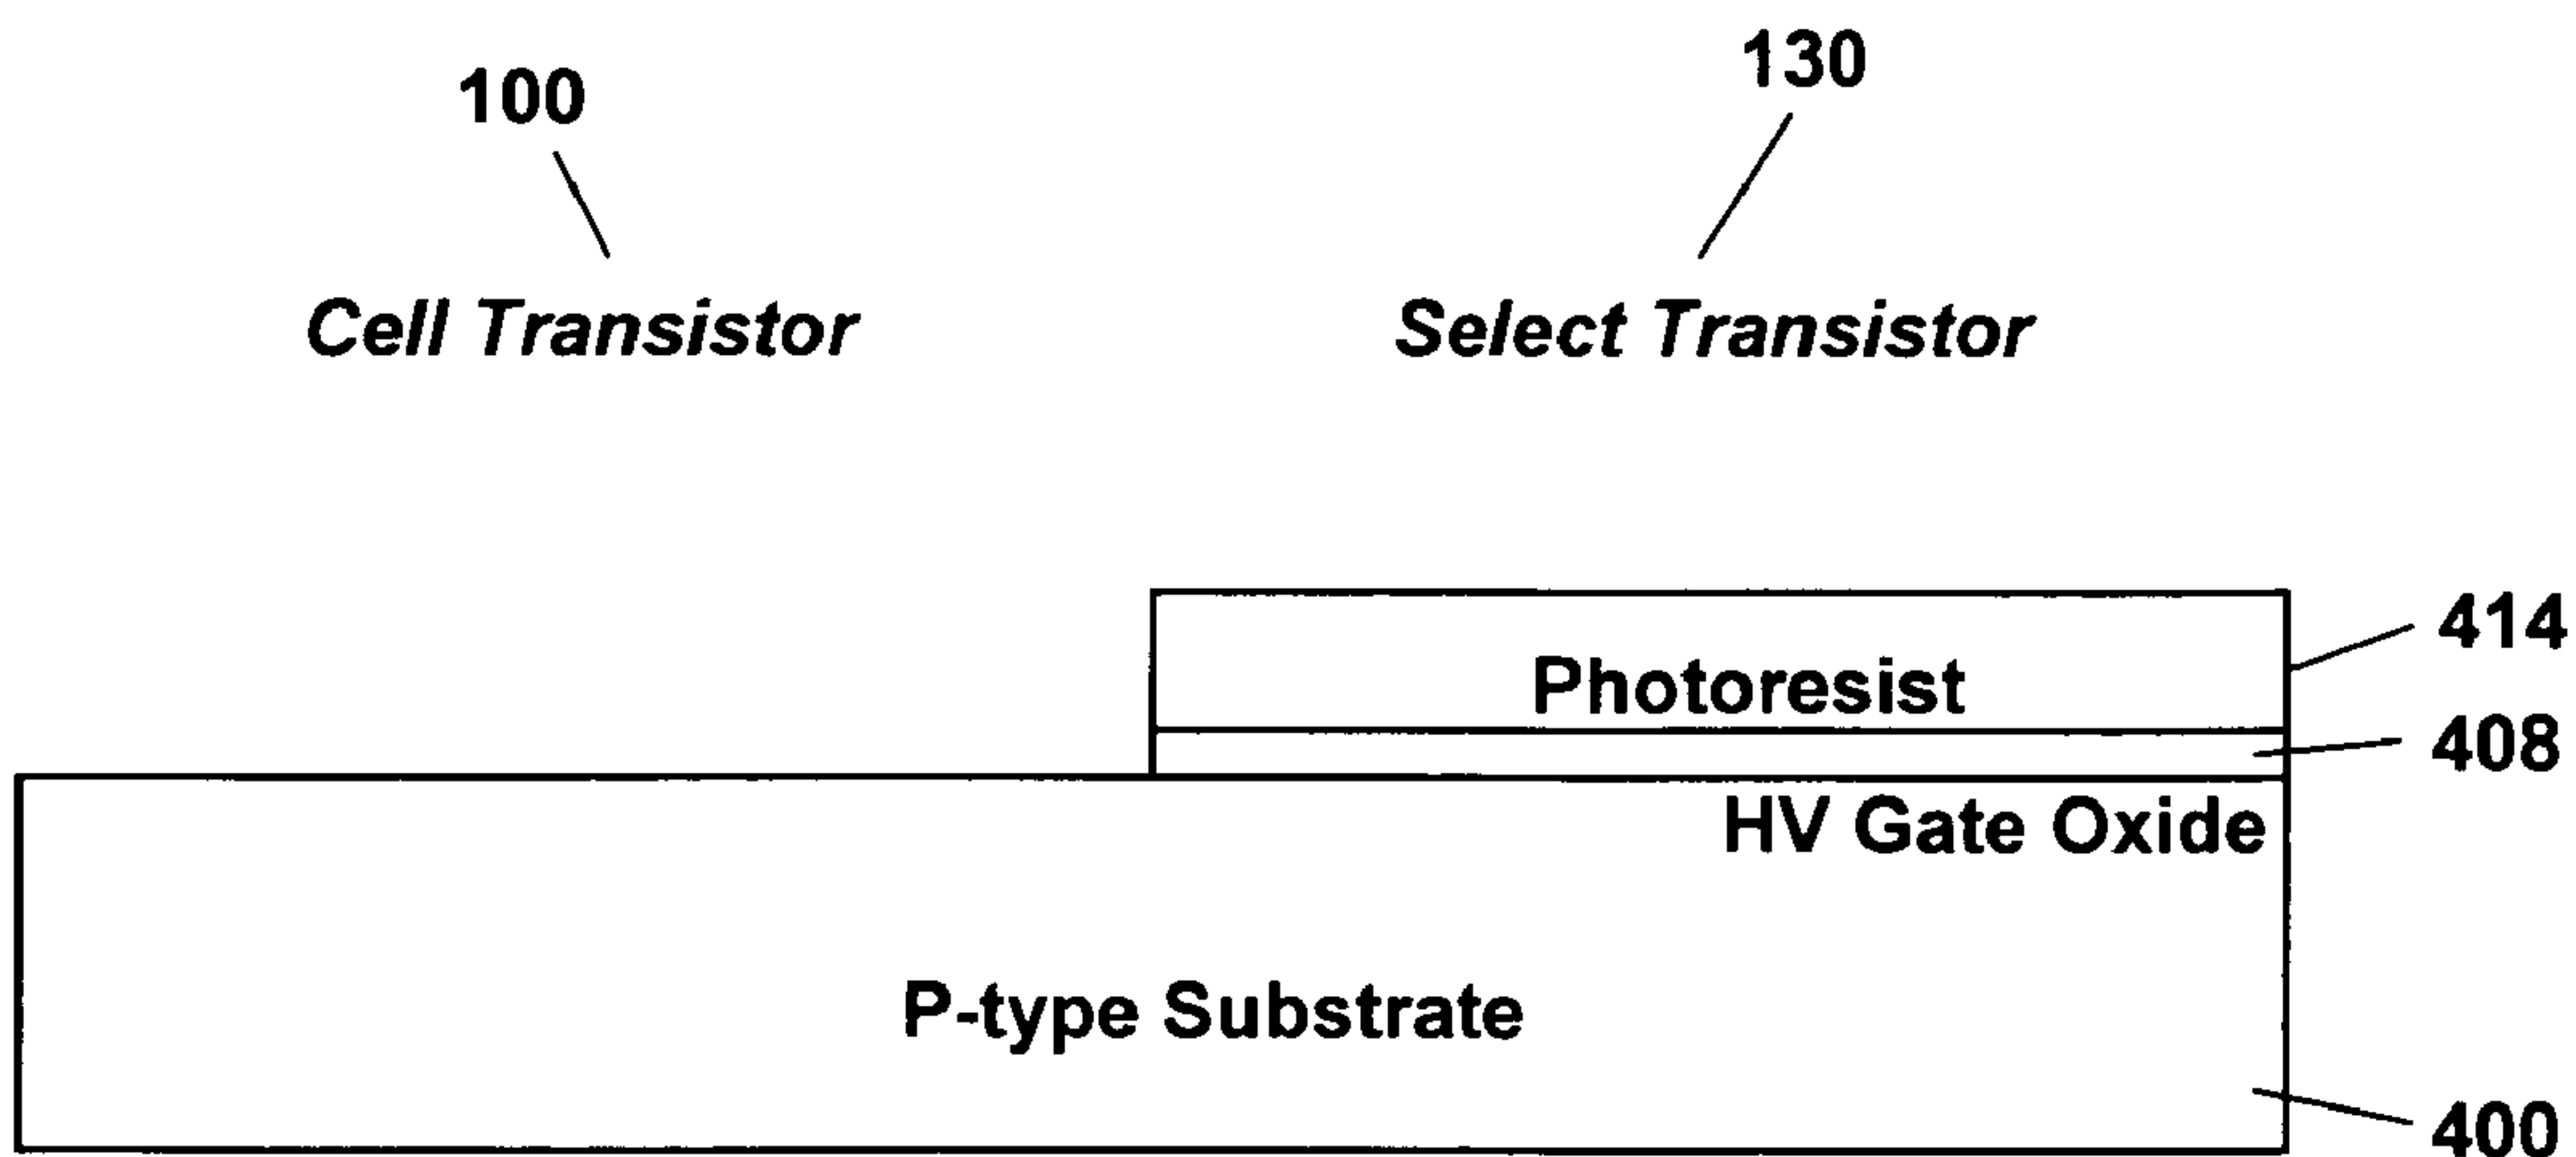 100
130
Cell Transistor
Select Transistor
Photoresist
414
408
HV Gate Oxide
P-type Substrate
400